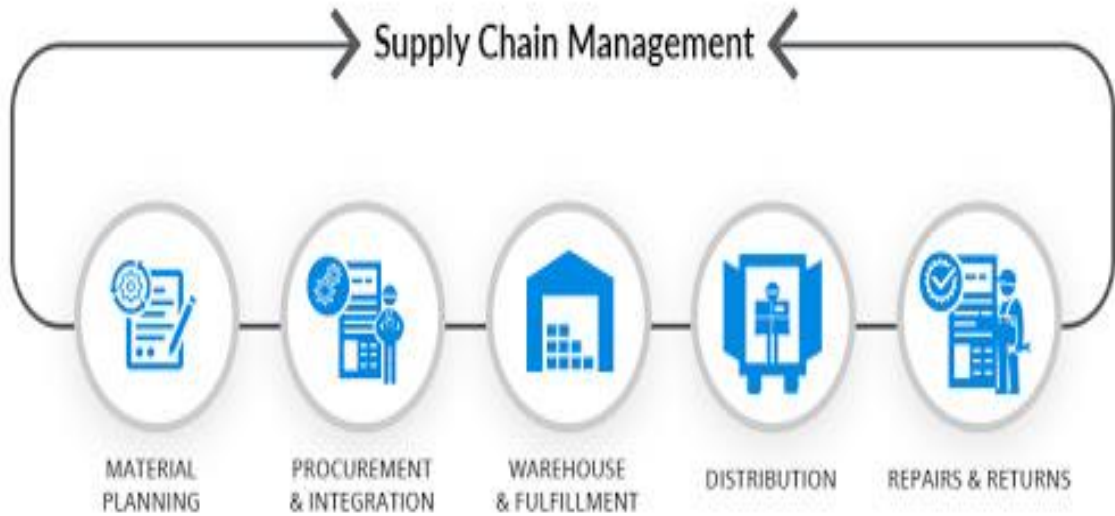 Supply Chain Management
MATERIAL
PLANNING
PROCUREMENT
& INTEGRATION
WAREHOUSE
& FULFILLMENT
DISTRIBUTION
REPAIRS & RETURNS